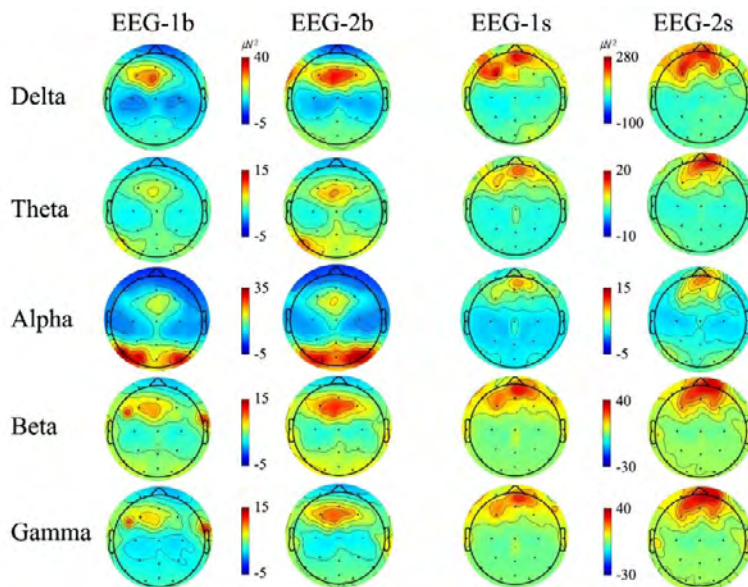 EEG-1b EEG-2b EEG-1s EEG-2s
μV² μV²
Delta 40 -5 280 -100
Theta 15 -5 20 -10
Alpha 35 -5 15 -5
Beta 15 -5 40 -30
Gamma 15 -5 40 -30